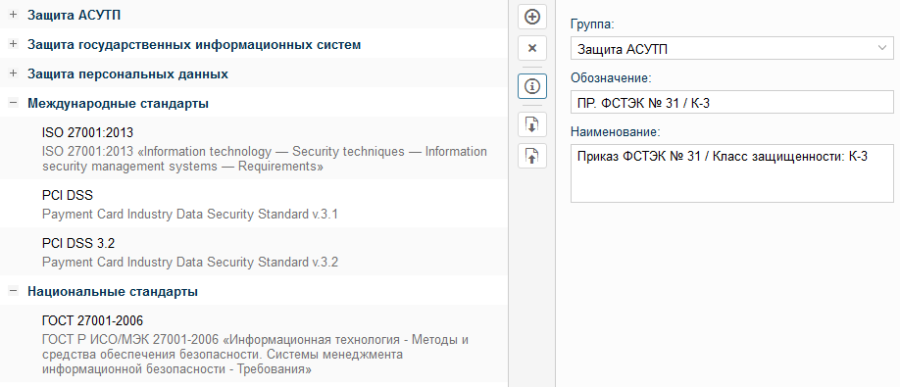 Защита АСУТП
Защита государственных информационных систем
Защита персональных данных
Международные стандарты
ISO 27001:2013
ISO 27001:2013 «Information technology — Security techniques — Information
security management systems — Requirements»
PCI DSS
Payment Card Industry Data Security Standard v.3.1
PCI DSS 3.2
Payment Card Industry Data Security Standard v.3.2
Национальные стандарты
ГОСТ 27001-2006
ГОСТ Р ИСО/МЭК 27001-2006 «Информационная технология - Методы и
средства обеспечения безопасности. Системы менеджмента
информационной безопасности - Требования»
Группа:
Защита АСУТП
Обозначение:
ПР. ФСТЭК № 31 / К-3
Наименование:
Приказ ФСТЭК № 31 / Класс защищенности: К-3